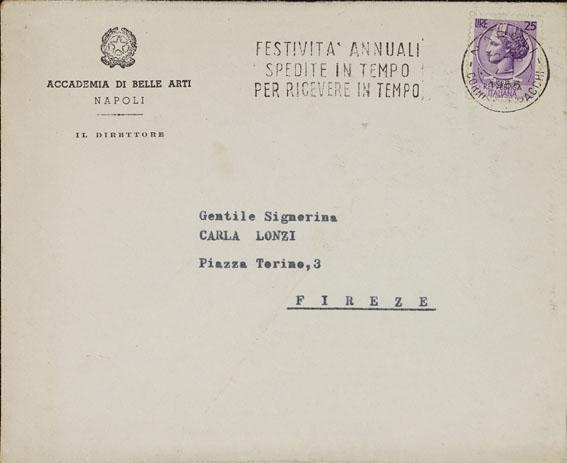 ACCADEMIA DI BELLE ARTI
NAPOLI
IL DIRETTORE
FESTIVITA' ANNUALI
SPEDITE IN TEMPO
PER RICEVERE IN TEMPO
LIRE 25
ITALIANA
Gentile Signorina
CARLA LONZI
Piazza Torino,3
FIREZE